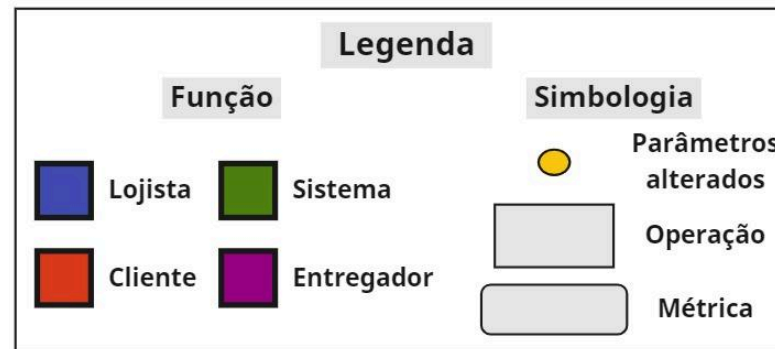 Legenda
Função
Simbologia
Lojista
Sistema
Parâmetros
alterados
Operação
Cliente
Entregador
Métrica